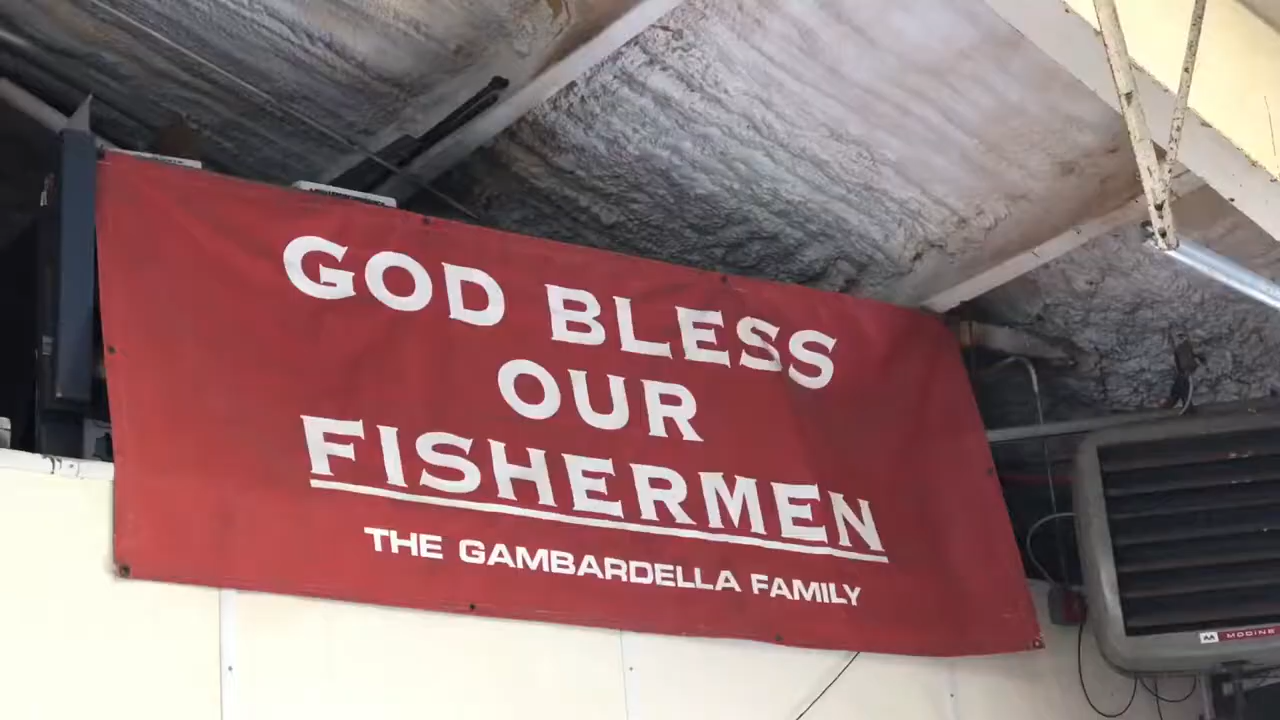 GOD BLESS
OUR
FISHERMEN
THE GAMBARDELLA FAMILY
MODINE